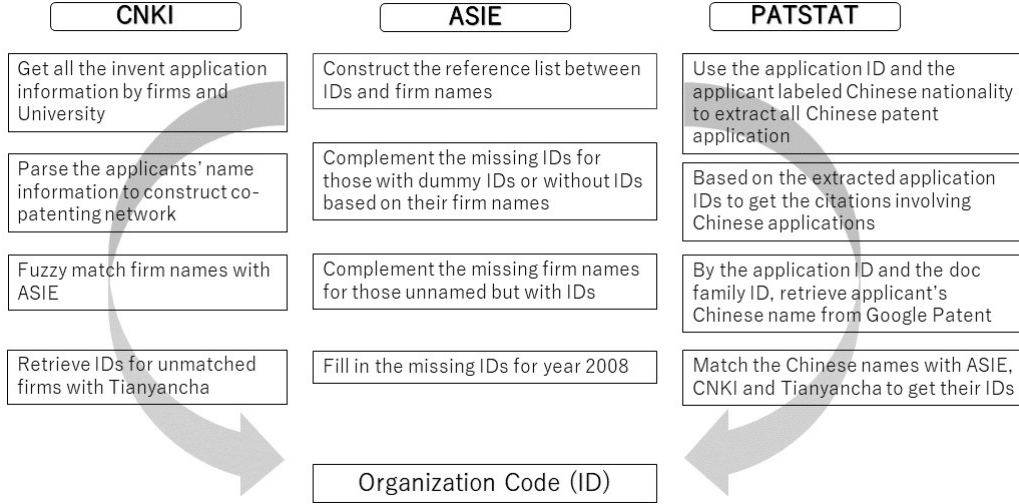 CNKI
Get all the invent application
information by firms and
University
Parse the applicants' name
information to construct co-
patenting network
Fuzzy match firm names with
ASIE
Retrieve IDs for unmatched
firms with Tianyancha
ASIE
Construct the reference list between
IDs and firm names
Complement the missing IDs for
those with dummy IDs or without IDs
based on their firm names
Complement the missing firm names
for those unnamed but with IDs
Fill in the missing IDs for year 2008
PATSTAT
Use the application ID and the
applicant labeled Chinese nationality
to extract all Chinese patent
application
Based on the extracted application
IDs to get the citations involving
Chinese applications
By the application ID and the doc
family ID, retrieve applicant's
Chinese name from Google Patent
Match the Chinese names with ASIE,
CNKI and Tianyancha to get their IDs
Organization Code (ID)